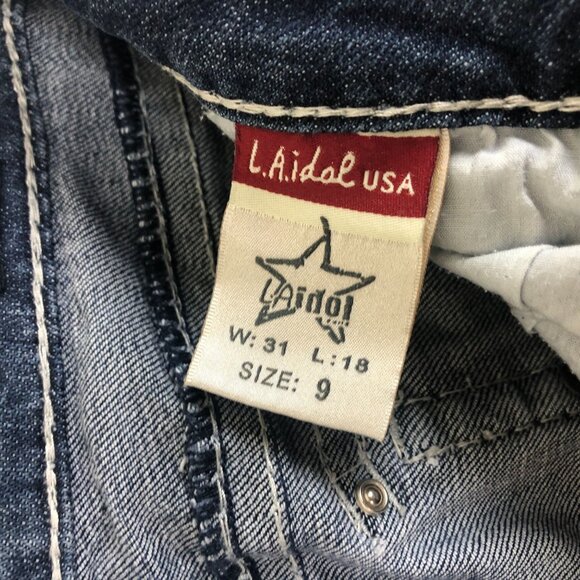 L.A.idol USA
LAidol
W: 31 L: 18
SIZE: 9